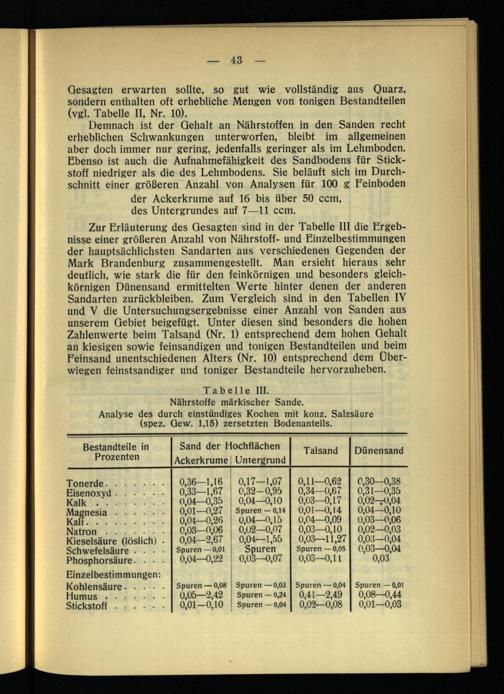 — 43 —
Gesagten erwarten sollte, so gut wie vollständig aus Quarz,
sondern enthalten oft erhebliche Mengen von tonigen Bestandteilen
(vgl. Tabelle II, Nr. 10).
Demnach ist der Gehalt an Nährstoffen in den Sanden recht
erheblichen Schwankungen unterworfen, bleibt im allgemeinen
aber doch immer nur gering, jedenfalls geringer als im Lehmboden.
Ebenso ist auch die Aufnahmefähigkeit des Sandbodens für Stick-
stoff niedriger als die des Lehmbodens. Sie beläuft sich im Durch-
schnitt einer größeren Anzahl von Analysen für 100 g Feinboden
der Ackerkrume auf 16 bis über 50 ccm,
des Untergrundes auf 7—11 ccm.
Zur Erläuterung des Gesagten sind in der Tabelle III die Ergeb-
nisse einer größeren Anzahl von Nährstoff- und Einzelbestimmungen
der hauptsächlichsten Sandarten aus verschiedenen Gegenden der
Mark Brandenburg zusammengestellt. Man ersieht hieraus sehr
deutlich, wie stark die für den feinkörnigen und besonders gleich-
körnigen Dünensand ermittelten Werte hinter denen der anderen
Sandarten zurückbleiben. Zum Vergleich sind in den Tabellen IV
und V die Untersuchungsergebnisse einer Anzahl von Sanden aus
unserem Gebiet beigefügt. Unter diesen sind besonders die hohen
Zahlenwerte beim Talsand (Nr. 1) entsprechend dem hohen Gehalt
an kiesigen sowie feinsandigen und tonigen Bestandteilen und beim
Feinsand unentschiedenen Alters (Nr. 10) entsprechend dem Über-
wiegen feinstsandiger und toniger Bestandteile hervorzuheben.
Tabelle III.
Nährstoffe märkischer Sande.
Analyse des durch einstündiges Kochen mit konz. Salzsäure
(spez. Gew. 1,15) zersetzten Bodenanteils.
Bestandteile in Prozenten | Sand der Hochflächen | Talsand | Dünensand
Ackerkrume | Untergrund
Tonerde . . . . . . . 0,36—1,16 0,17—1,07 0,11—0,62 0,30—0,38
Eisenoxyd . . . . . . 0,33—1,67 0,32—0,95 0,34—0,67 0,31—0,35
Kalk . . . . . . . . 0,04—0,35 0,04—0,10 0,03—0,17 0,02—0,04
Magnesia . . . . . . 0,01—0,27 Spuren — 0,14 0,01—0,14 0,04—0,10
Kali . . . . . . . . 0,04—0,26 0,04—0,15 0,04—0,09 0,03—0,06
Natron . . . . . . . 0,03—0,06 0,02—0,07 0,03—0,10 0,02—0,03
Kieselsäure (löslich) . 0,04—2,67 0,04—1,55 0,03—11,27 0,03—0,04
Schwefelsäure . . . . Spuren — 0,01 Spuren Spuren — 0,05 0,03—0,04
Phosphorsäure . . . . 0,04—0,22 0,03—0,07 0,03—0,11 0,03
Einzelbestimmungen:
Kohlensäure . . . . . Spuren — 0,08 Spuren — 0,03 Spuren — 0,04 Spuren — 0,01
Humus . . . . . . . 0,05—2,42 Spuren — 0,24 0,41—2,49 0,08—0,44
Stickstoff . . . . . . 0,01—0,10 Spuren — 0,04 0,02—0,08 0,01—0,03